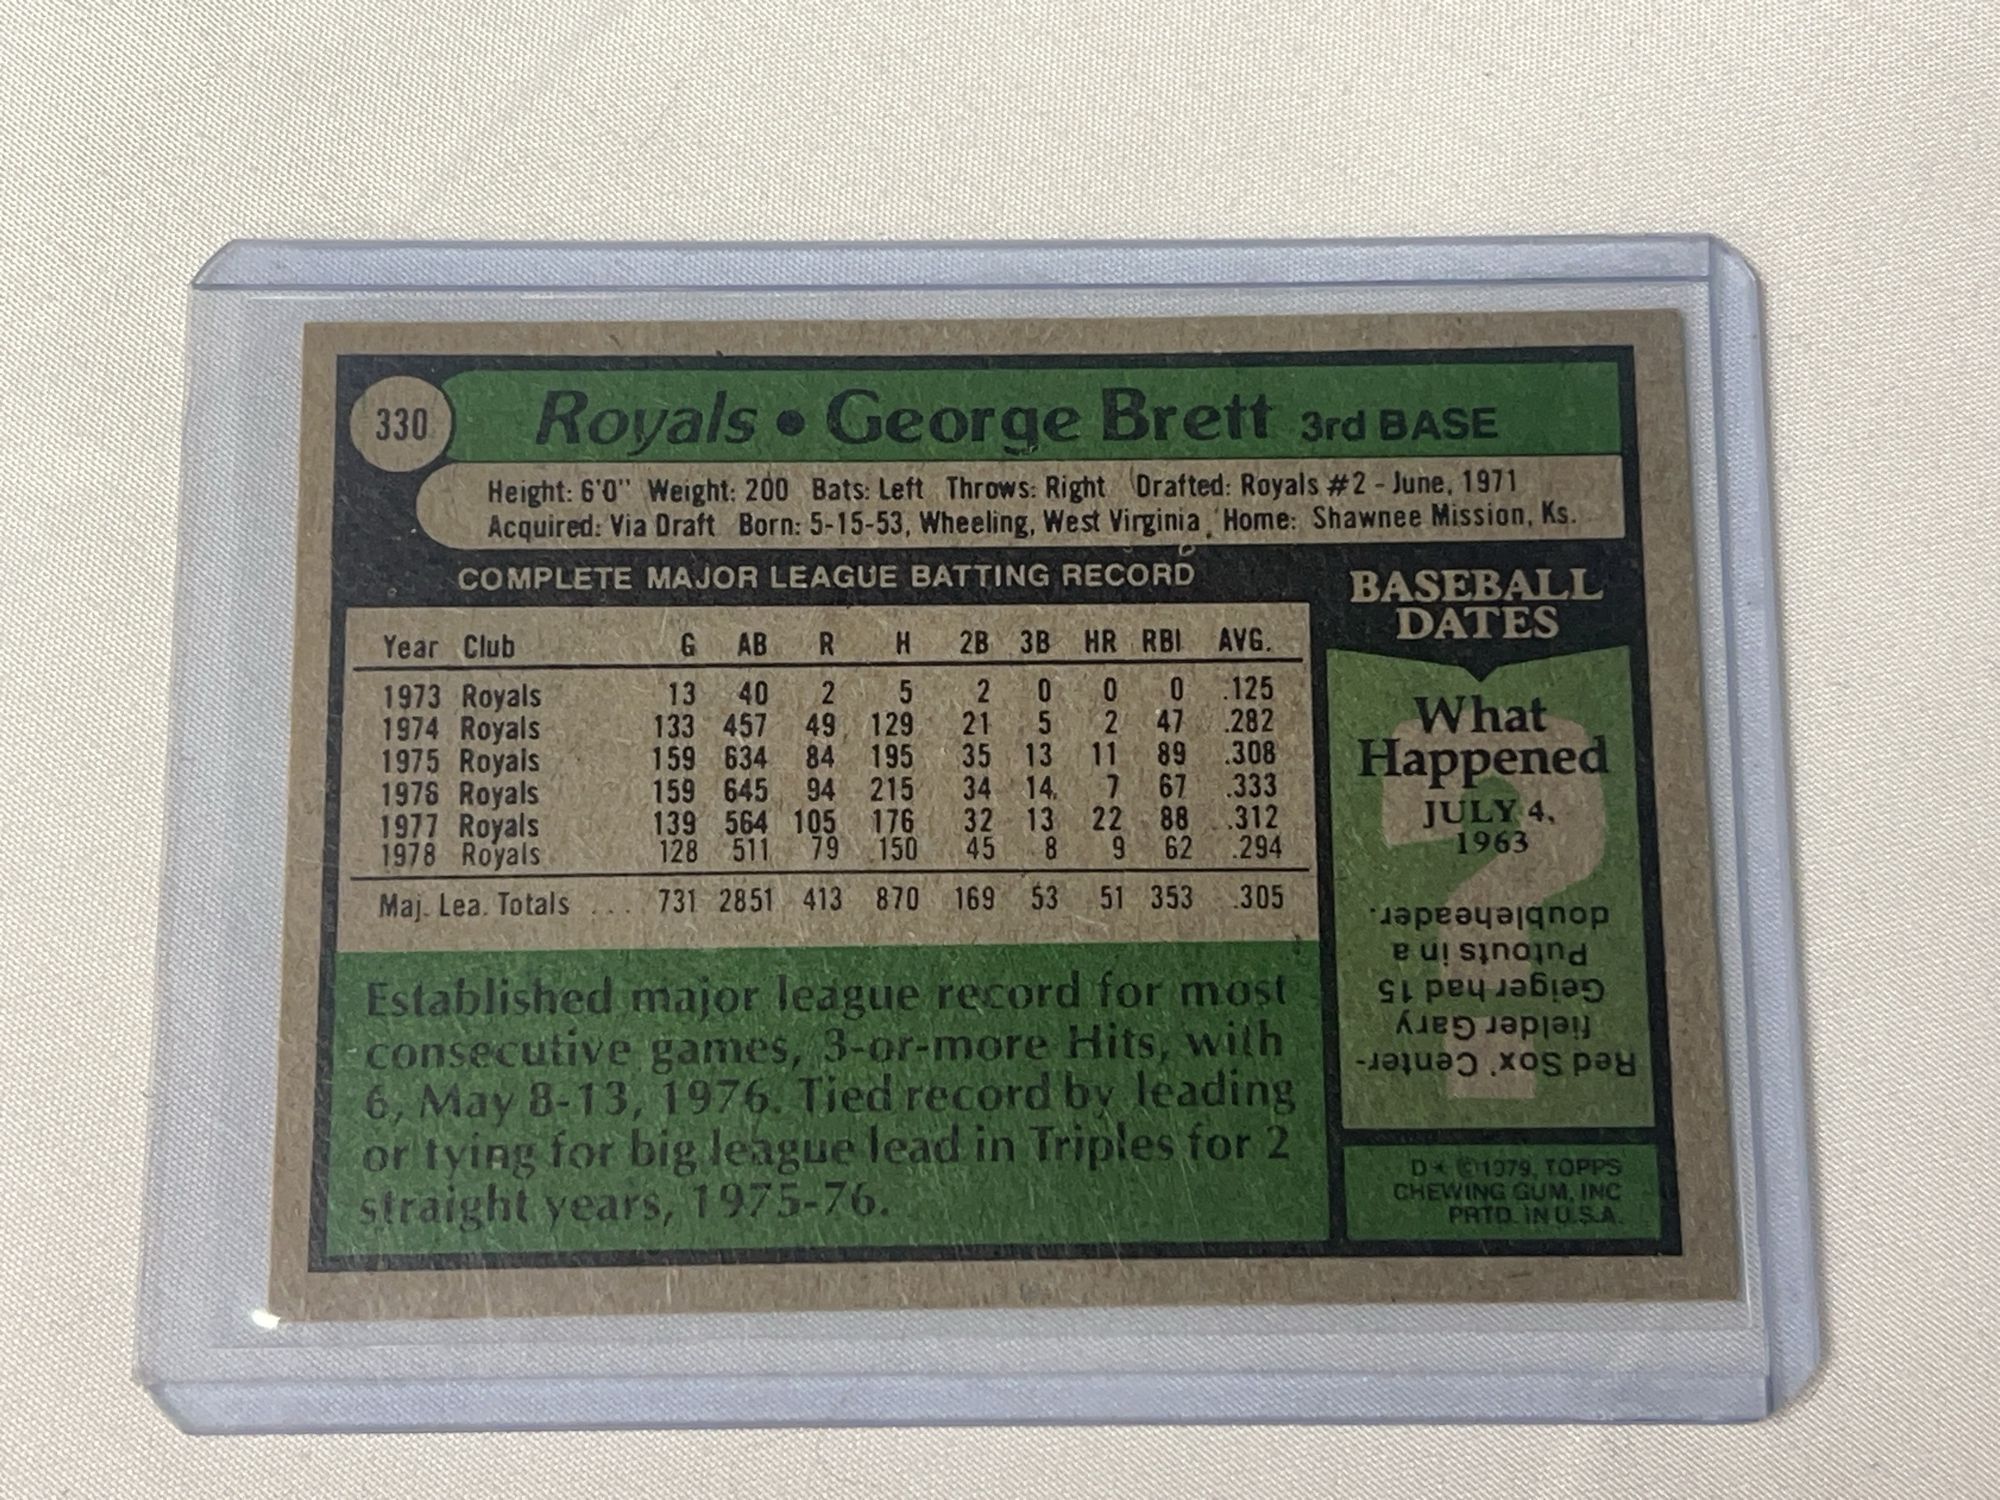 330
Royals • George Brett 3rd BASE
Height: 6'0" Weight: 200 Bats: Left Throws: Right Drafted: Royals #2 - June, 1971
Acquired: Via Draft Born: 5-15-53, Wheeling, West Virginia Home: Shawnee Mission, Ks.
COMPLETE MAJOR LEAGUE BATTING RECORD
Year Club G AB R H 2B 3B HR RBI AVG.
1973 Royals 13 40 2 5 2 0 0 0 .125
1974 Royals 133 457 49 129 21 5 2 47 .282
1975 Royals 159 634 84 195 35 13 11 89 .308
1976 Royals 159 645 94 215 34 14 7 67 .333
1977 Royals 139 564 105 176 32 13 22 88 .312
1978 Royals 128 511 79 150 45 8 9 62 .294
Maj. Lea. Totals ... 731 2851 413 870 169 53 51 353 .305
Established major league record for most
consecutive games, 3-or-more Hits, with
6, May 8-13, 1976. Tied record by leading
or tying for big league lead in Triples for 2
straight years, 1975-76.
BASEBALL
DATES
What
Happened
JULY 4,
1963
Red Sox' Center-
fielder Gary
Geiger had 15
Putouts in a
doubleheader.
D* ©1979, TOPPS
CHEWING GUM, INC
PRTD. IN U.S.A.